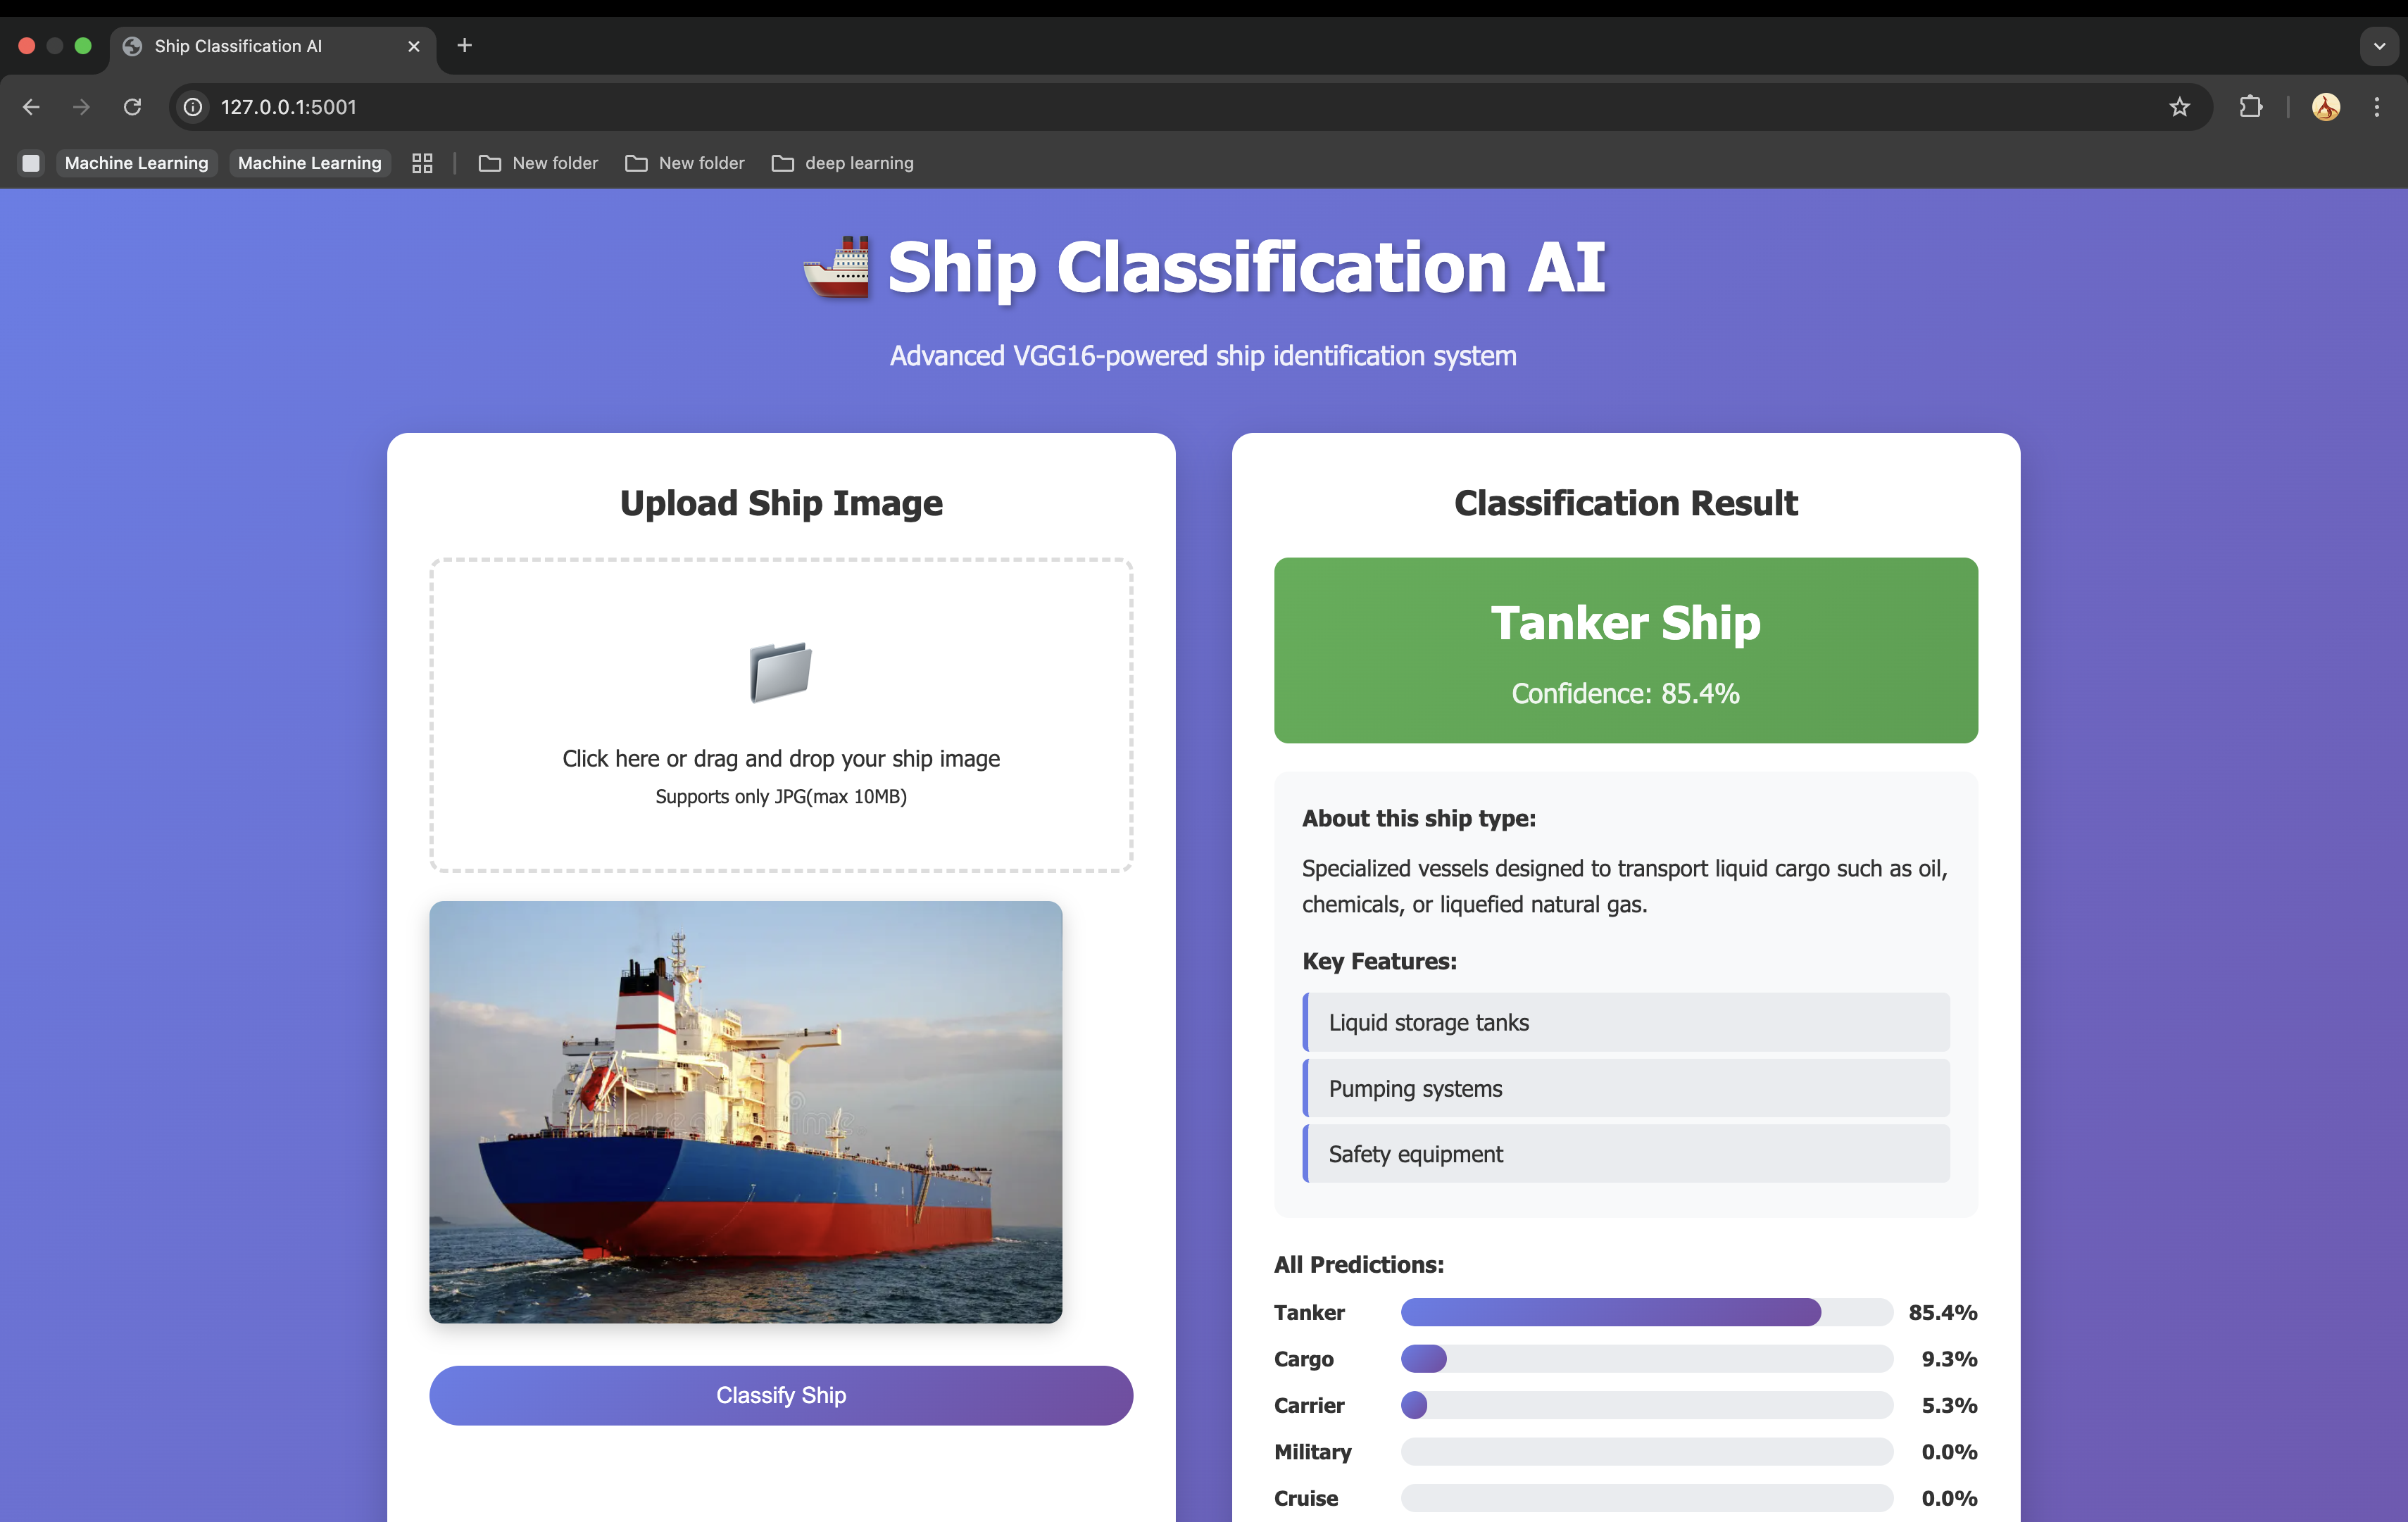 Ship Classification AI
127.0.0.1:5001
Machine Learning
Machine Learning
New folder
New folder
deep learning
Ship Classification AI
Advanced VGG16-powered ship identification system
Upload Ship Image
Click here or drag and drop your ship image
Supports only JPG(max 10MB)
dreamstime
Classify Ship
Classification Result
Tanker Ship
Confidence: 85.4%
About this ship type:
Specialized vessels designed to transport liquid cargo such as oil,
chemicals, or liquefied natural gas.
Key Features:
Liquid storage tanks
Pumping systems
Safety equipment
All Predictions:
Tanker 85.4%
Cargo 9.3%
Carrier 5.3%
Military 0.0%
Cruise 0.0%